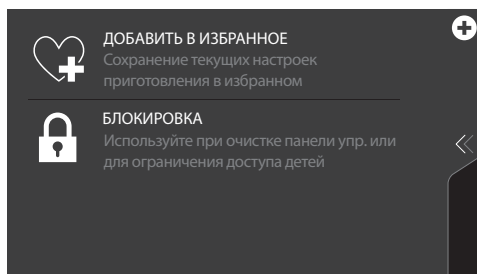 ДОБАВИТЬ В ИЗБРАННОЕ
Сохранение текущих настроек
приготовления в избранном
БЛОКИРОВКА
Используйте при очистке панели упр. или
для ограничения доступа детей